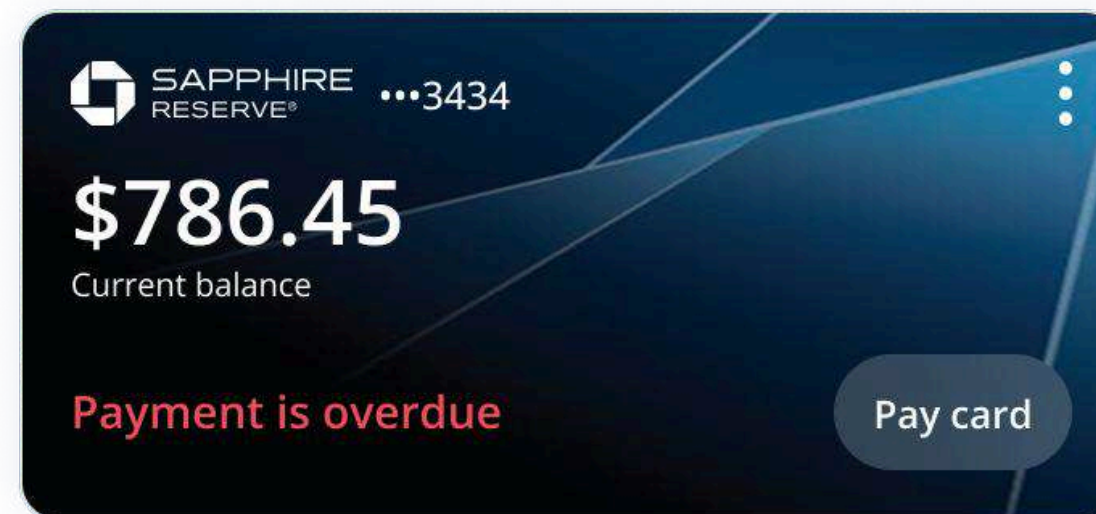 SAPPHIRE
RESERVE® •••3434
$786.45
Current balance
Payment is overdue
Pay card